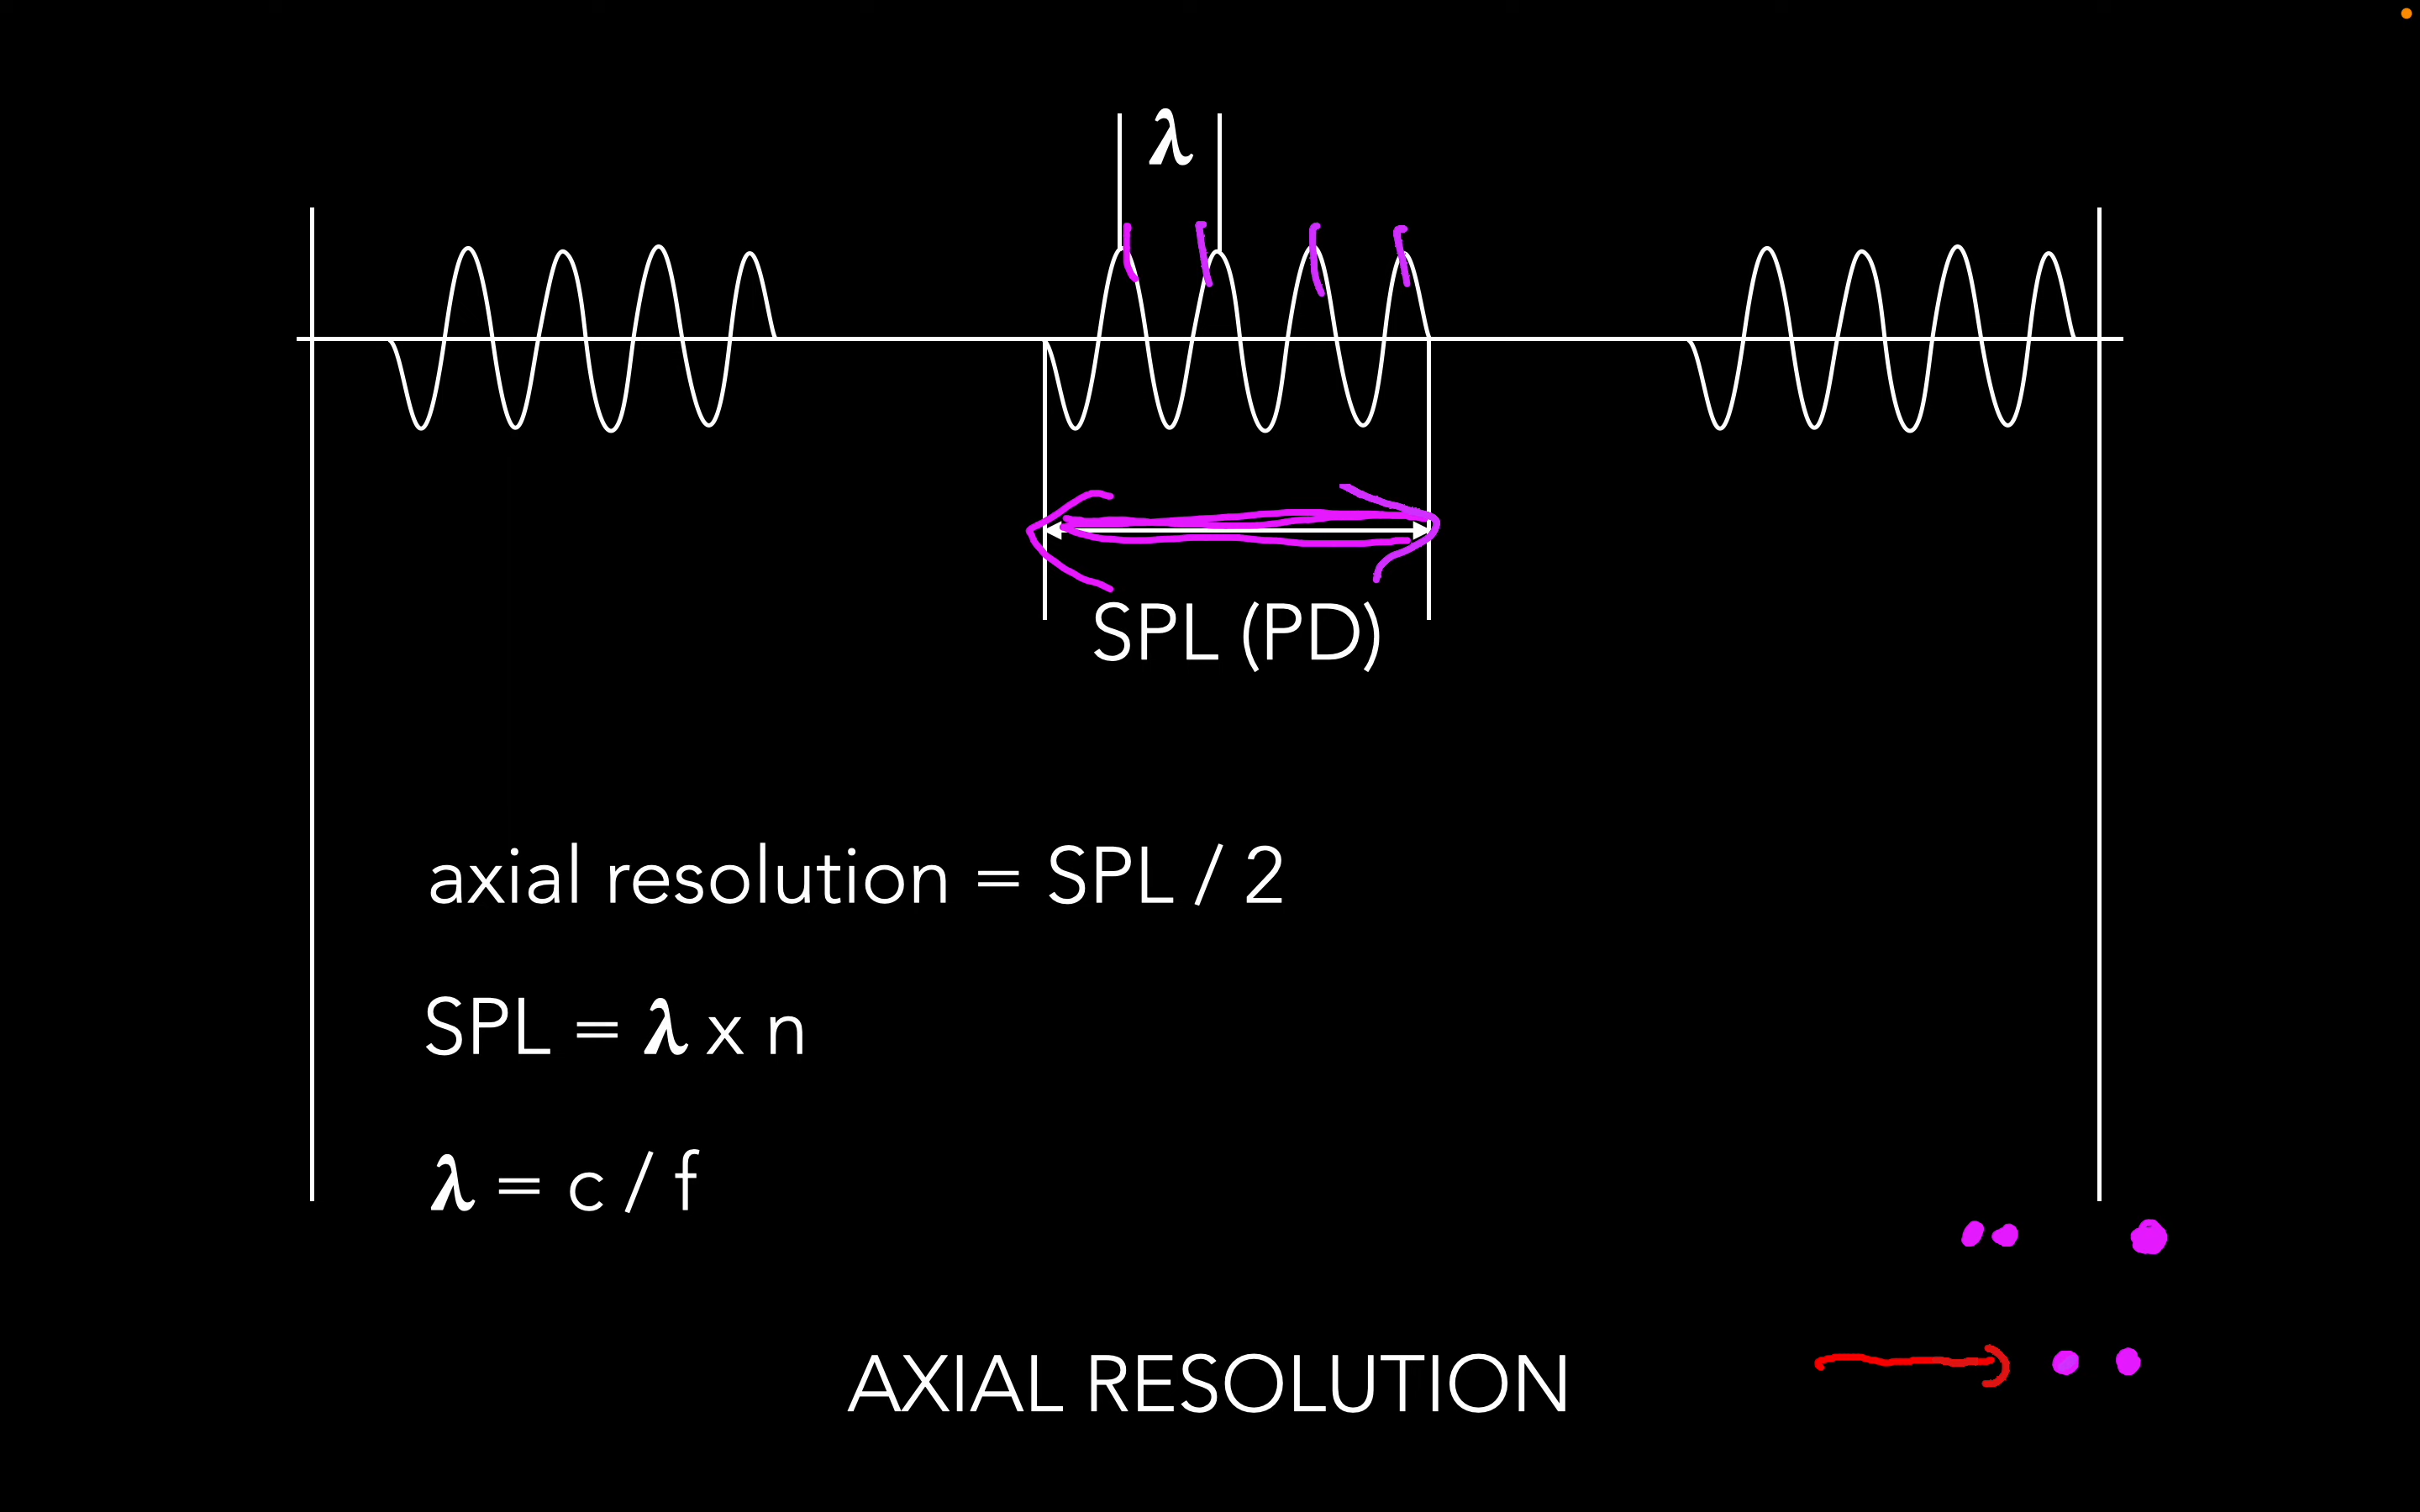 λ
SPL (PD)
axial resolution = SPL / 2
SPL = λ x n
λ = c / f
AXIAL RESOLUTION